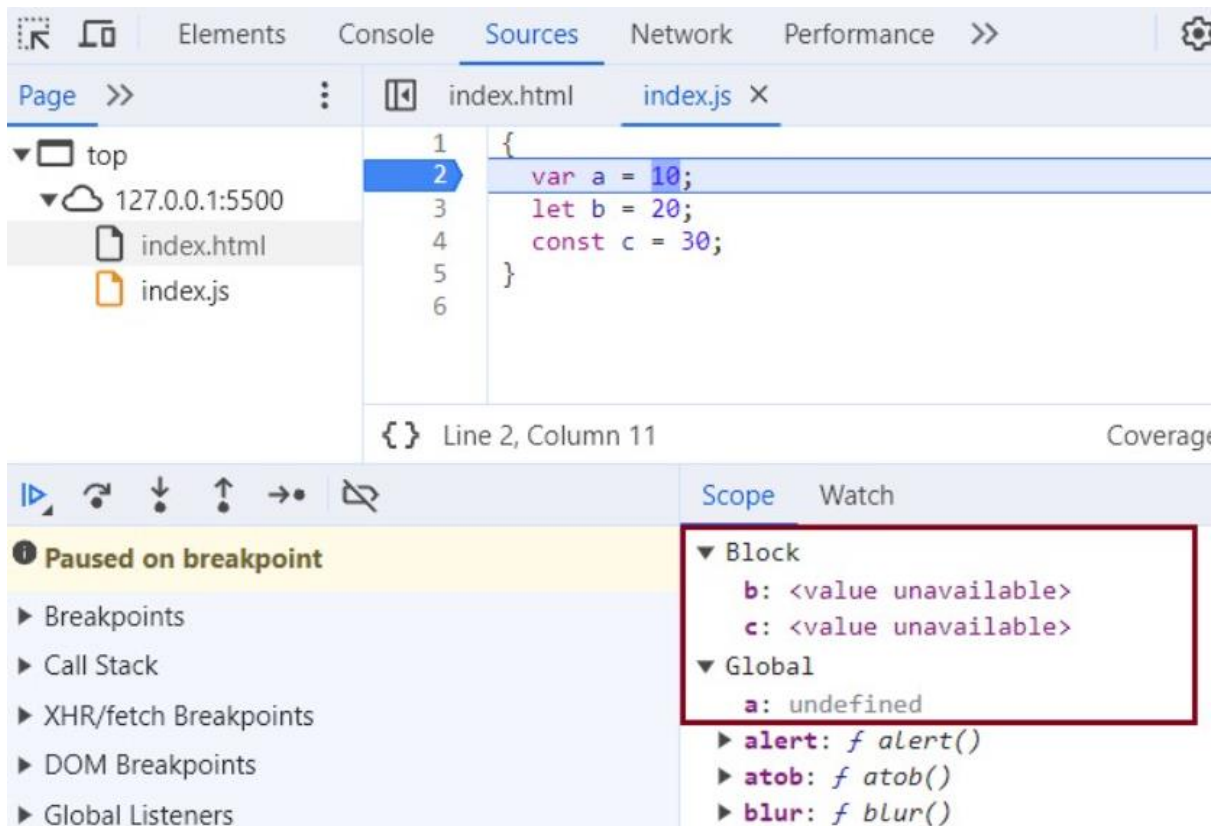 Elements Console Sources Network Performance >>
Page >> index.html index.js ×
top
127.0.0.1:5500
index.html
index.js
1 {
2 var a = 10;
3 let b = 20;
4 const c = 30;
5 }
6
{ } Line 2, Column 11 Coverage
Scope Watch
Paused on breakpoint
Breakpoints
Call Stack
XHR/fetch Breakpoints
DOM Breakpoints
Global Listeners
Block
b: <value unavailable>
c: <value unavailable>
Global
a: undefined
alert: ƒ alert()
atob: ƒ atob()
blur: ƒ blur()